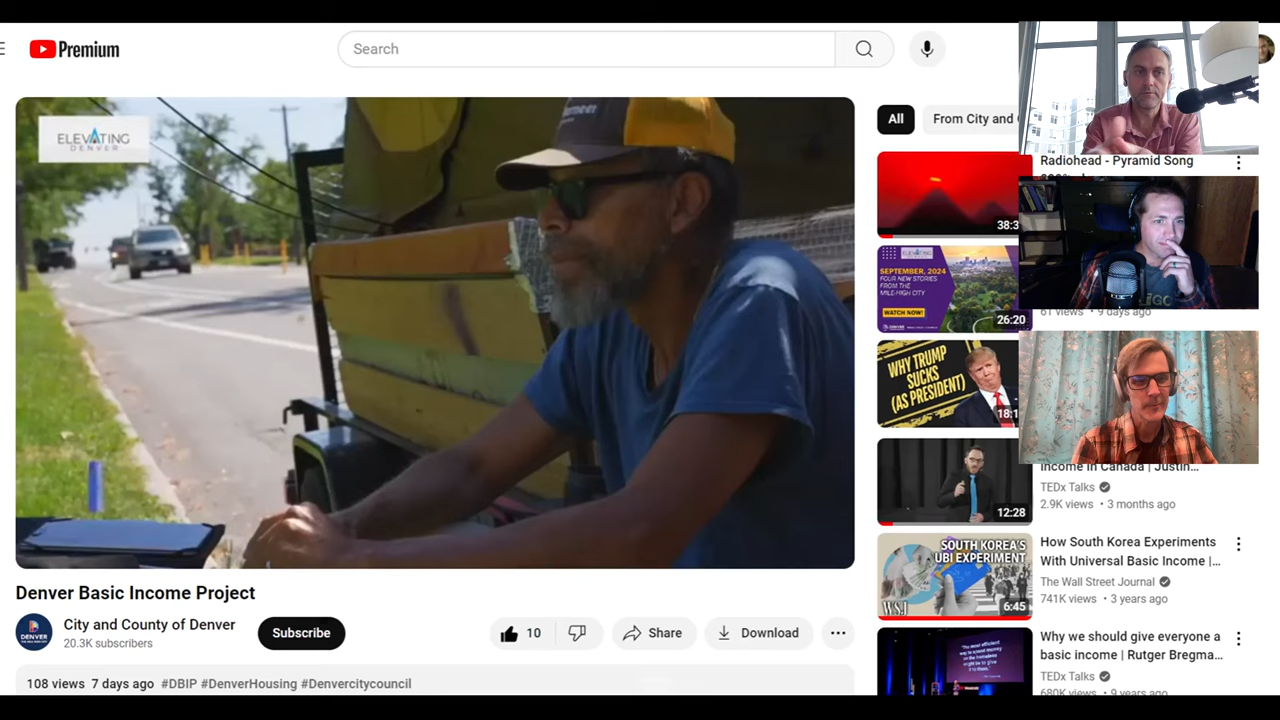 Premium
Search
ELEVATING
DENVER
All
From City and
Radiohead - Pyramid Song
38:3
ELEVATING
SEPTEMBER, 2024
FOUR NEW STORIES
FROM THE
MILE-HIGH CITY
WATCH NOW!
DENVER
26:20
61 views • 9 days ago
WHY TRUMP
SUCKS
(AS PRESIDENT)
18:1
Income in Canada | Justin...
TEDx Talks
2.9K views • 3 months ago
12:28
SOUTH KOREA'S
UBI EXPERIMENT
WSJ
6:45
How South Korea Experiments
With Universal Basic Income |...
The Wall Street Journal
741K views • 3 years ago
Why we should give everyone a
basic income | Rutger Bregma...
TEDx Talks
680K views • 9 years ago
Denver Basic Income Project
DENVER
City and County of Denver
20.3K subscribers
Subscribe
10
Share
Download
108 views 7 days ago #DBIP #DenverHousing #Denvercitycouncil